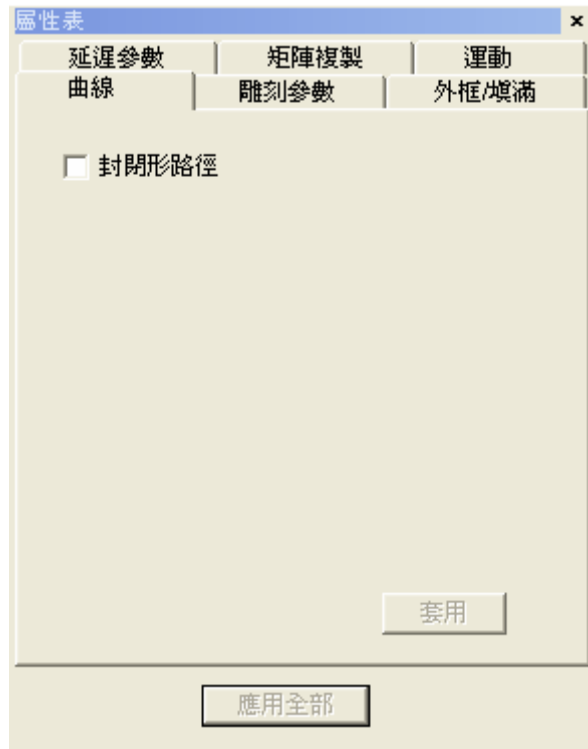 屬性表
延遲參數 矩陣複製 運動
曲線 雕刻參數 外框/填滿
封閉形路徑
套用
應用全部